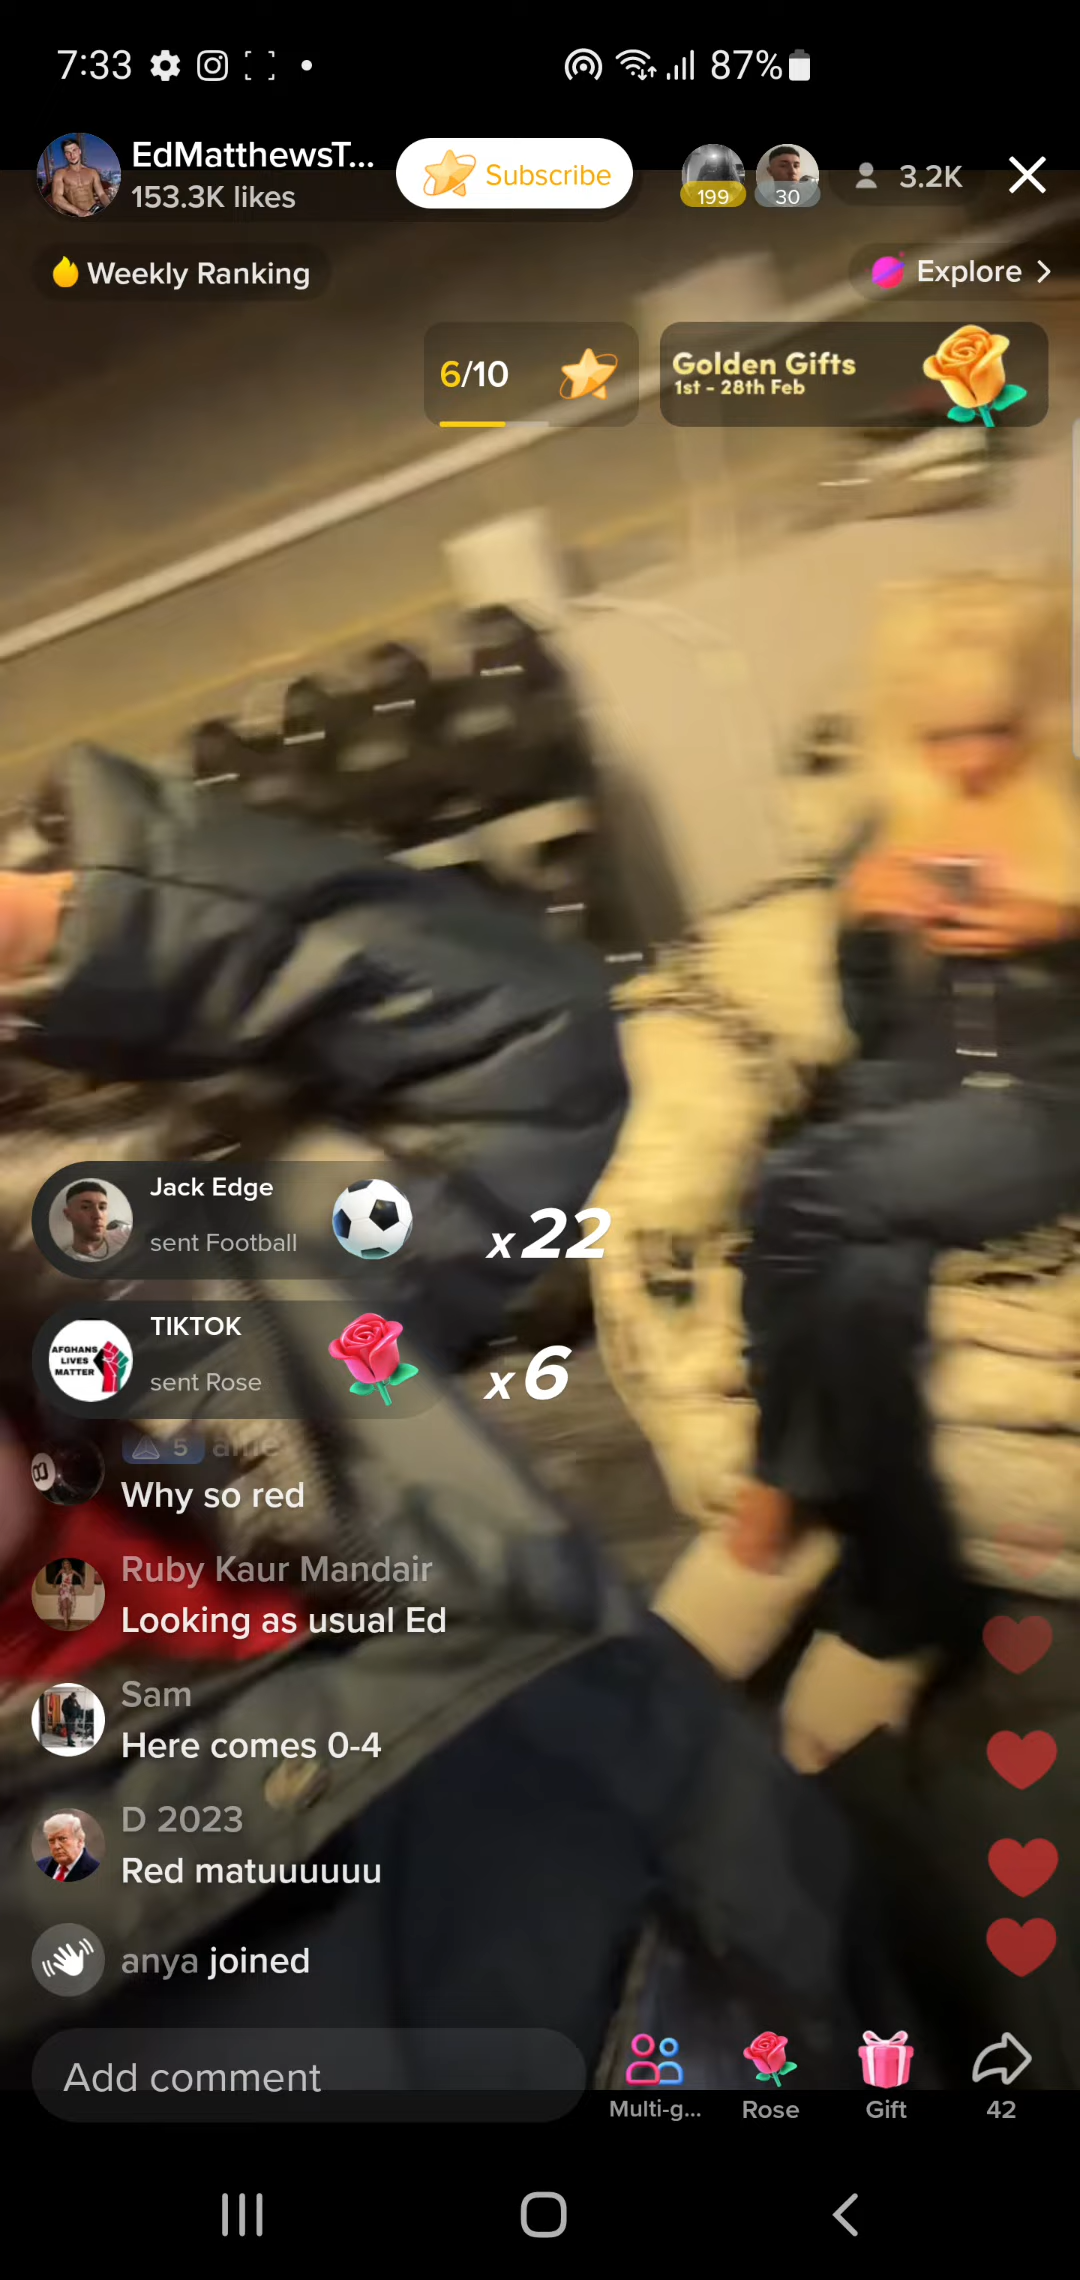 7:33
87%
EdMatthewsT...
153.3K likes
Subscribe
199
30
3.2K
Weekly Ranking
Explore
6/10
Golden Gifts
1st - 28th Feb
Jack Edge
sent Football
x22
TIKTOK
sent Rose
x6
AFGHANS
LIVES
MATTER
5
Why so red
Ruby Kaur Mandair
Looking as usual Ed
Sam
Here comes 0-4
D 2023
Red matuuuuuu
anya joined
Add comment
Multi-g...
Rose
Gift
42